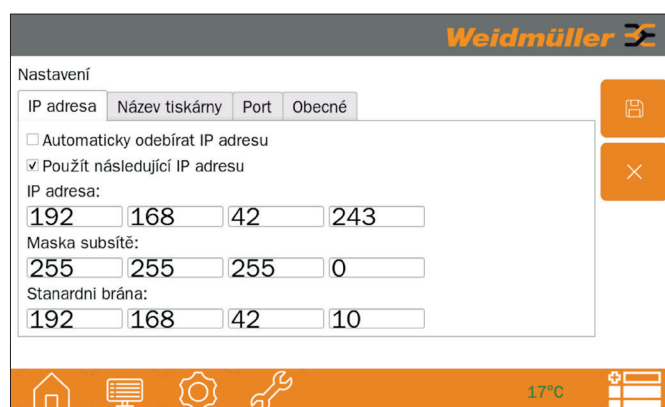 Weidmüller
Nastavení
IP adresa Název tiskárny Port Obecné
Automaticky odebírat IP adresu
Použít následující IP adresu
IP adresa:
192 168 42 243
Maska subsítě:
255 255 255 0
Stanardni brána:
192 168 42 10
17°C